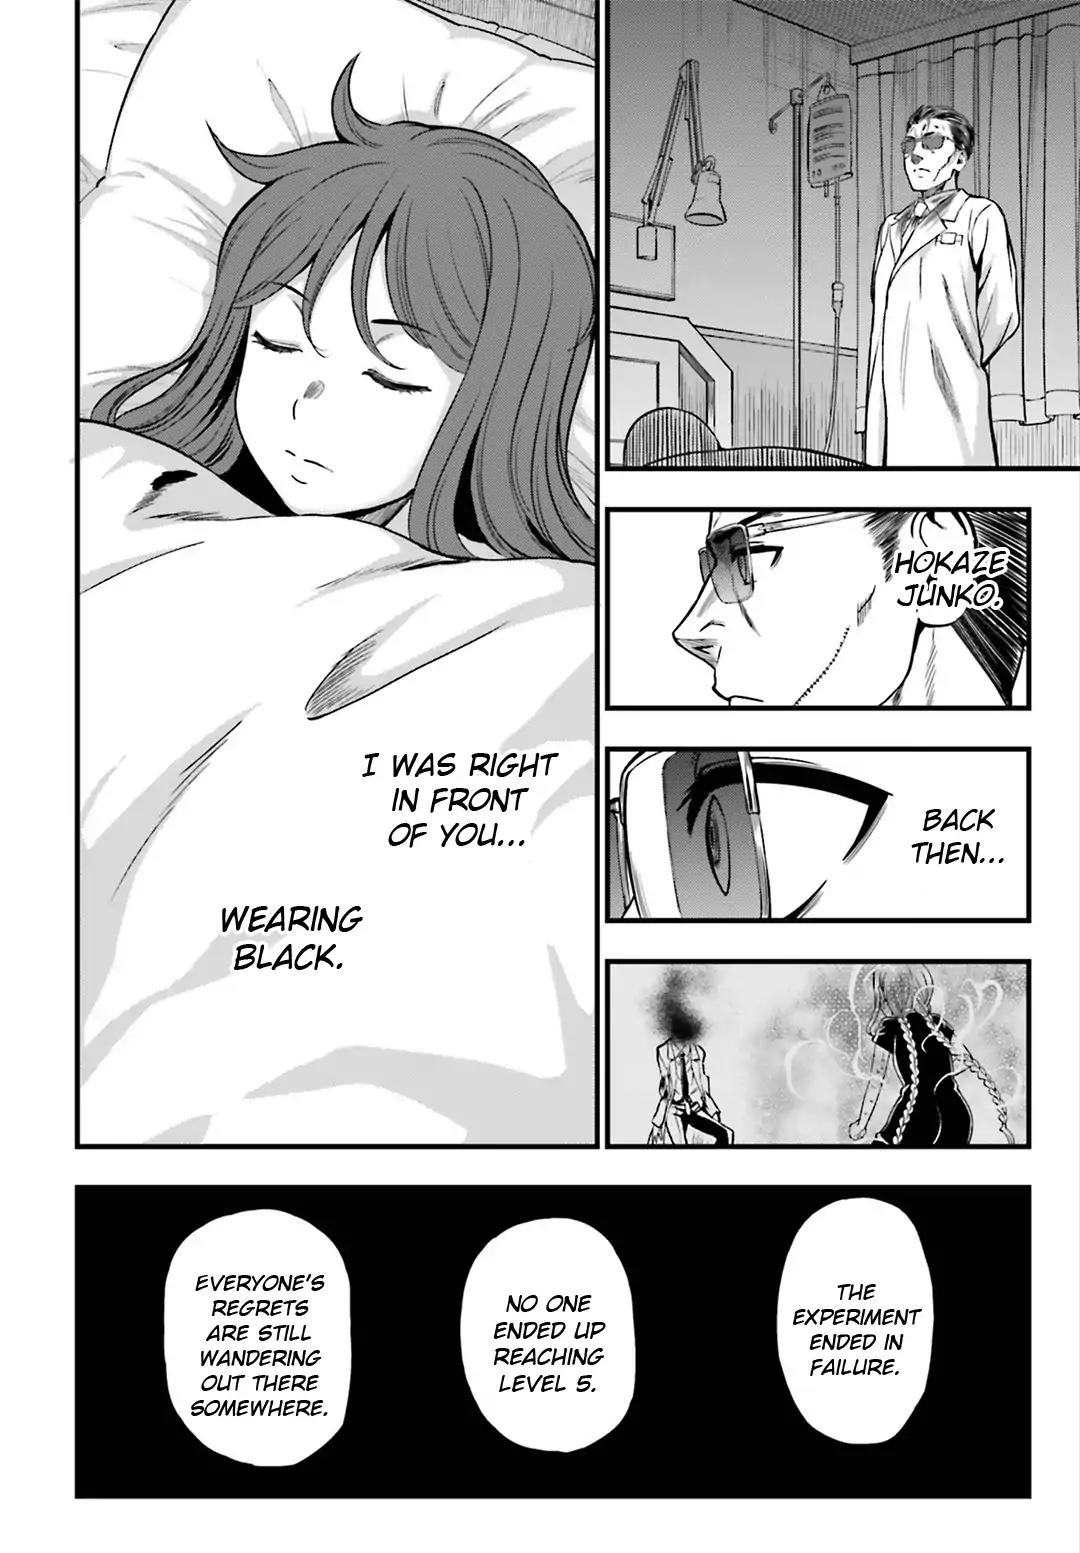 HOKAZE
JUNKO.
BACK
THEN...
I WAS RIGHT
IN FRONT
OF YOU...
WEARING
BLACK.
THE
EXPERIMENT
ENDED IN
FAILURE.
NO ONE
ENDED UP
REACHING
LEVEL 5.
EVERYONE'S
REGRETS
ARE STILL
WANDERING
OUT THERE
SOMEWHERE.